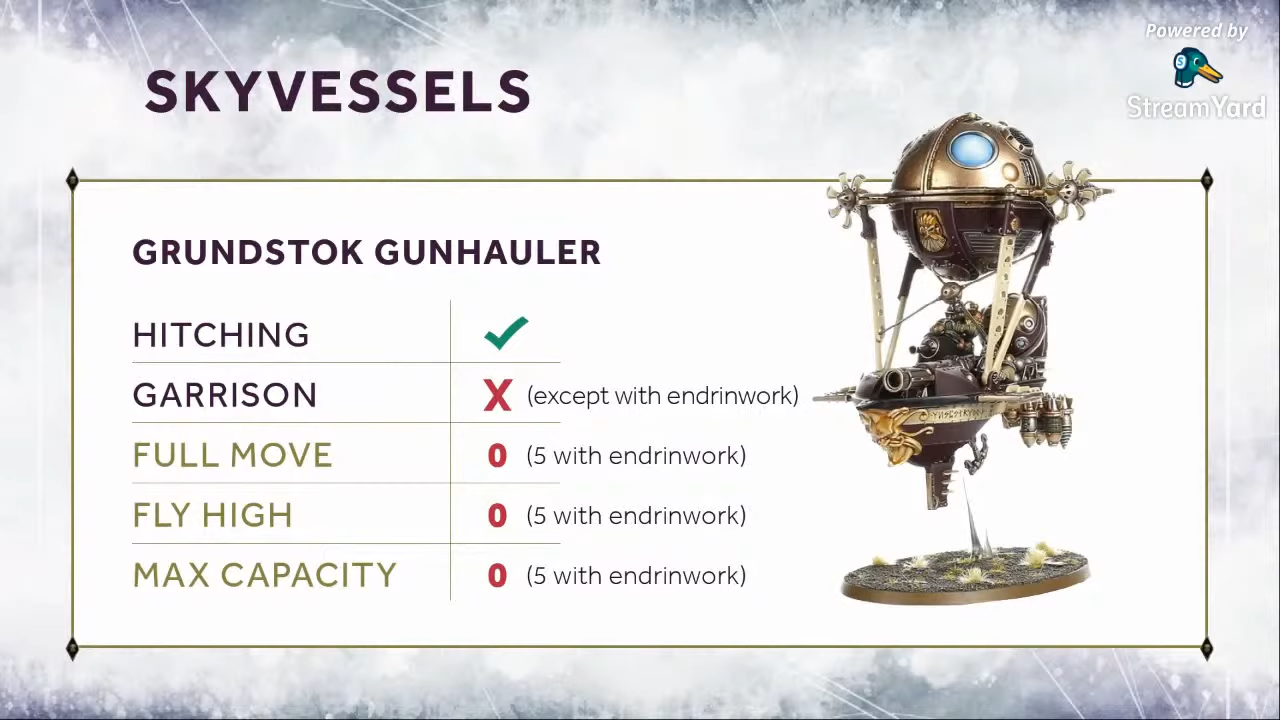 Powered by
StreamYard
SKYVESSELS
GRUNDSTOK GUNHAULER
HITCHING
GARRISON X (except with endrinwork)
FULL MOVE 0 (5 with endrinwork)
FLY HIGH 0 (5 with endrinwork)
MAX CAPACITY 0 (5 with endrinwork)